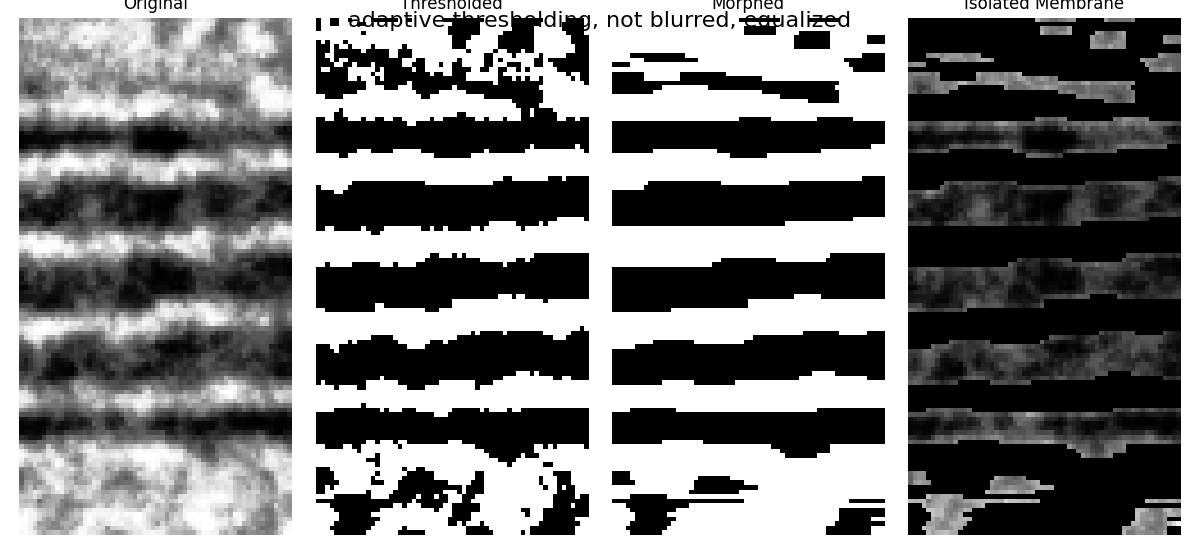 Original Thresholded Morphed Isolated Membrane
adaptive thresholding, not blurred, equalized